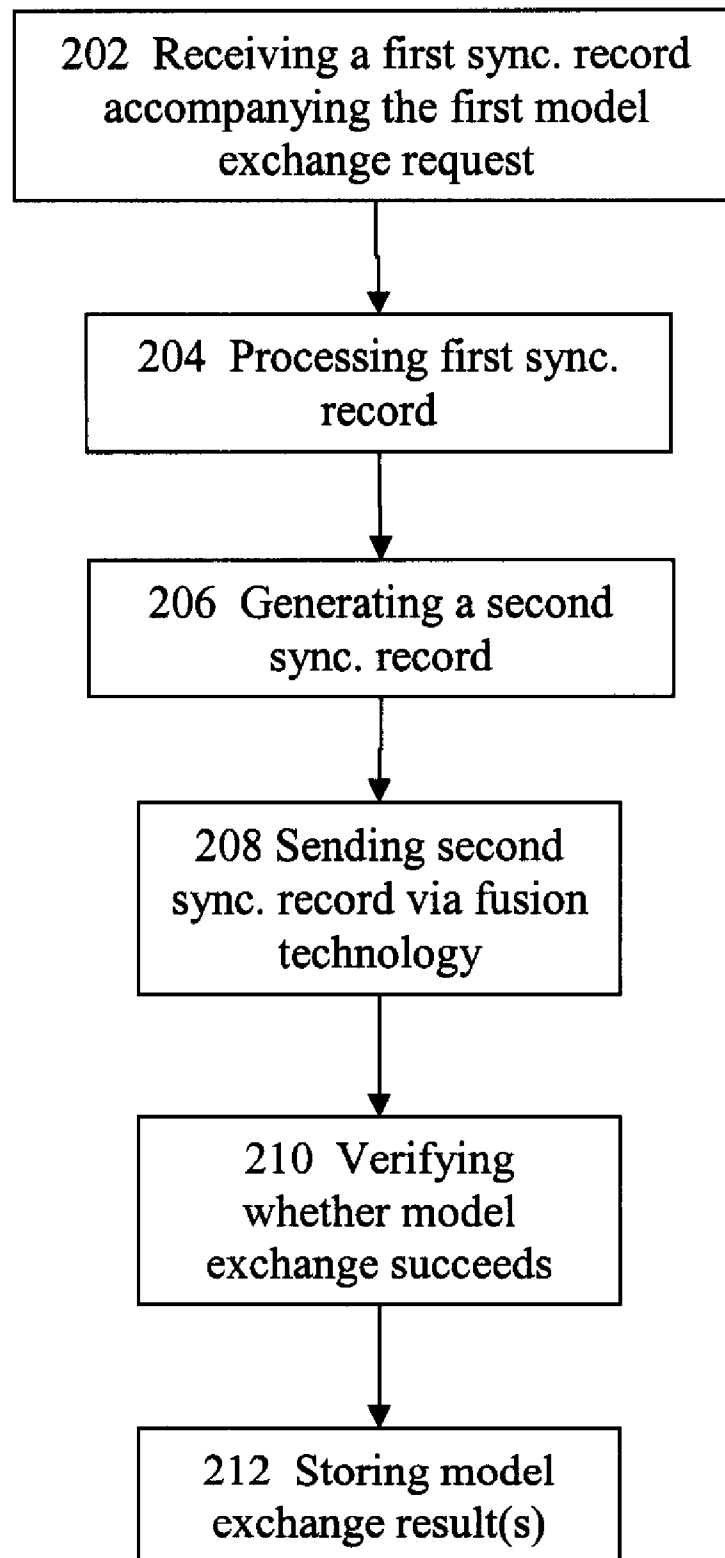 202 Receiving a first sync. record
accompanying the first model
exchange request
204 Processing first sync.
record
206 Generating a second
sync. record
208 Sending second
sync. record via fusion
technology
210 Verifying
whether model
exchange succeeds
212 Storing model
exchange result(s)